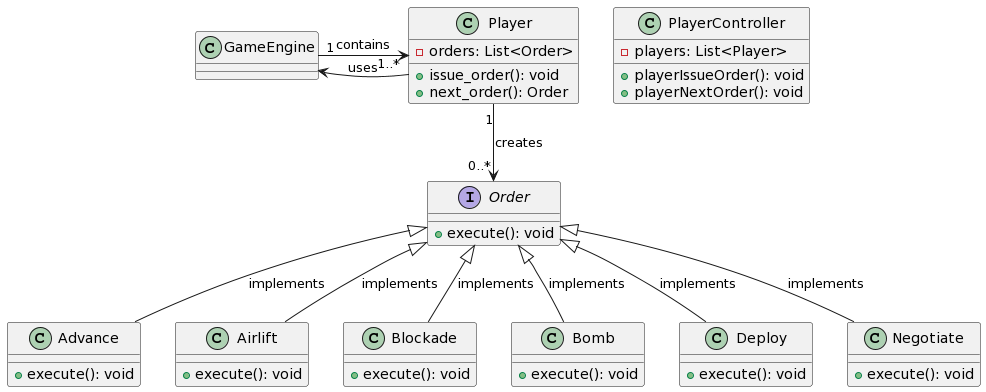 C Player
C PlayerController
C GameEngine
1 contains
orders: List<Order>
players: List<Player>
uses 1..*
issue_order(): void
next_order(): Order
playerIssueOrder(): void
playerNextOrder(): void
1
creates
0..*
I Order
execute(): void
implements
implements
implements
implements
implements
implements
C Advance
C Airlift
C Blockade
C Bomb
C Deploy
C Negotiate
execute(): void
execute(): void
execute(): void
execute(): void
execute(): void
execute(): void